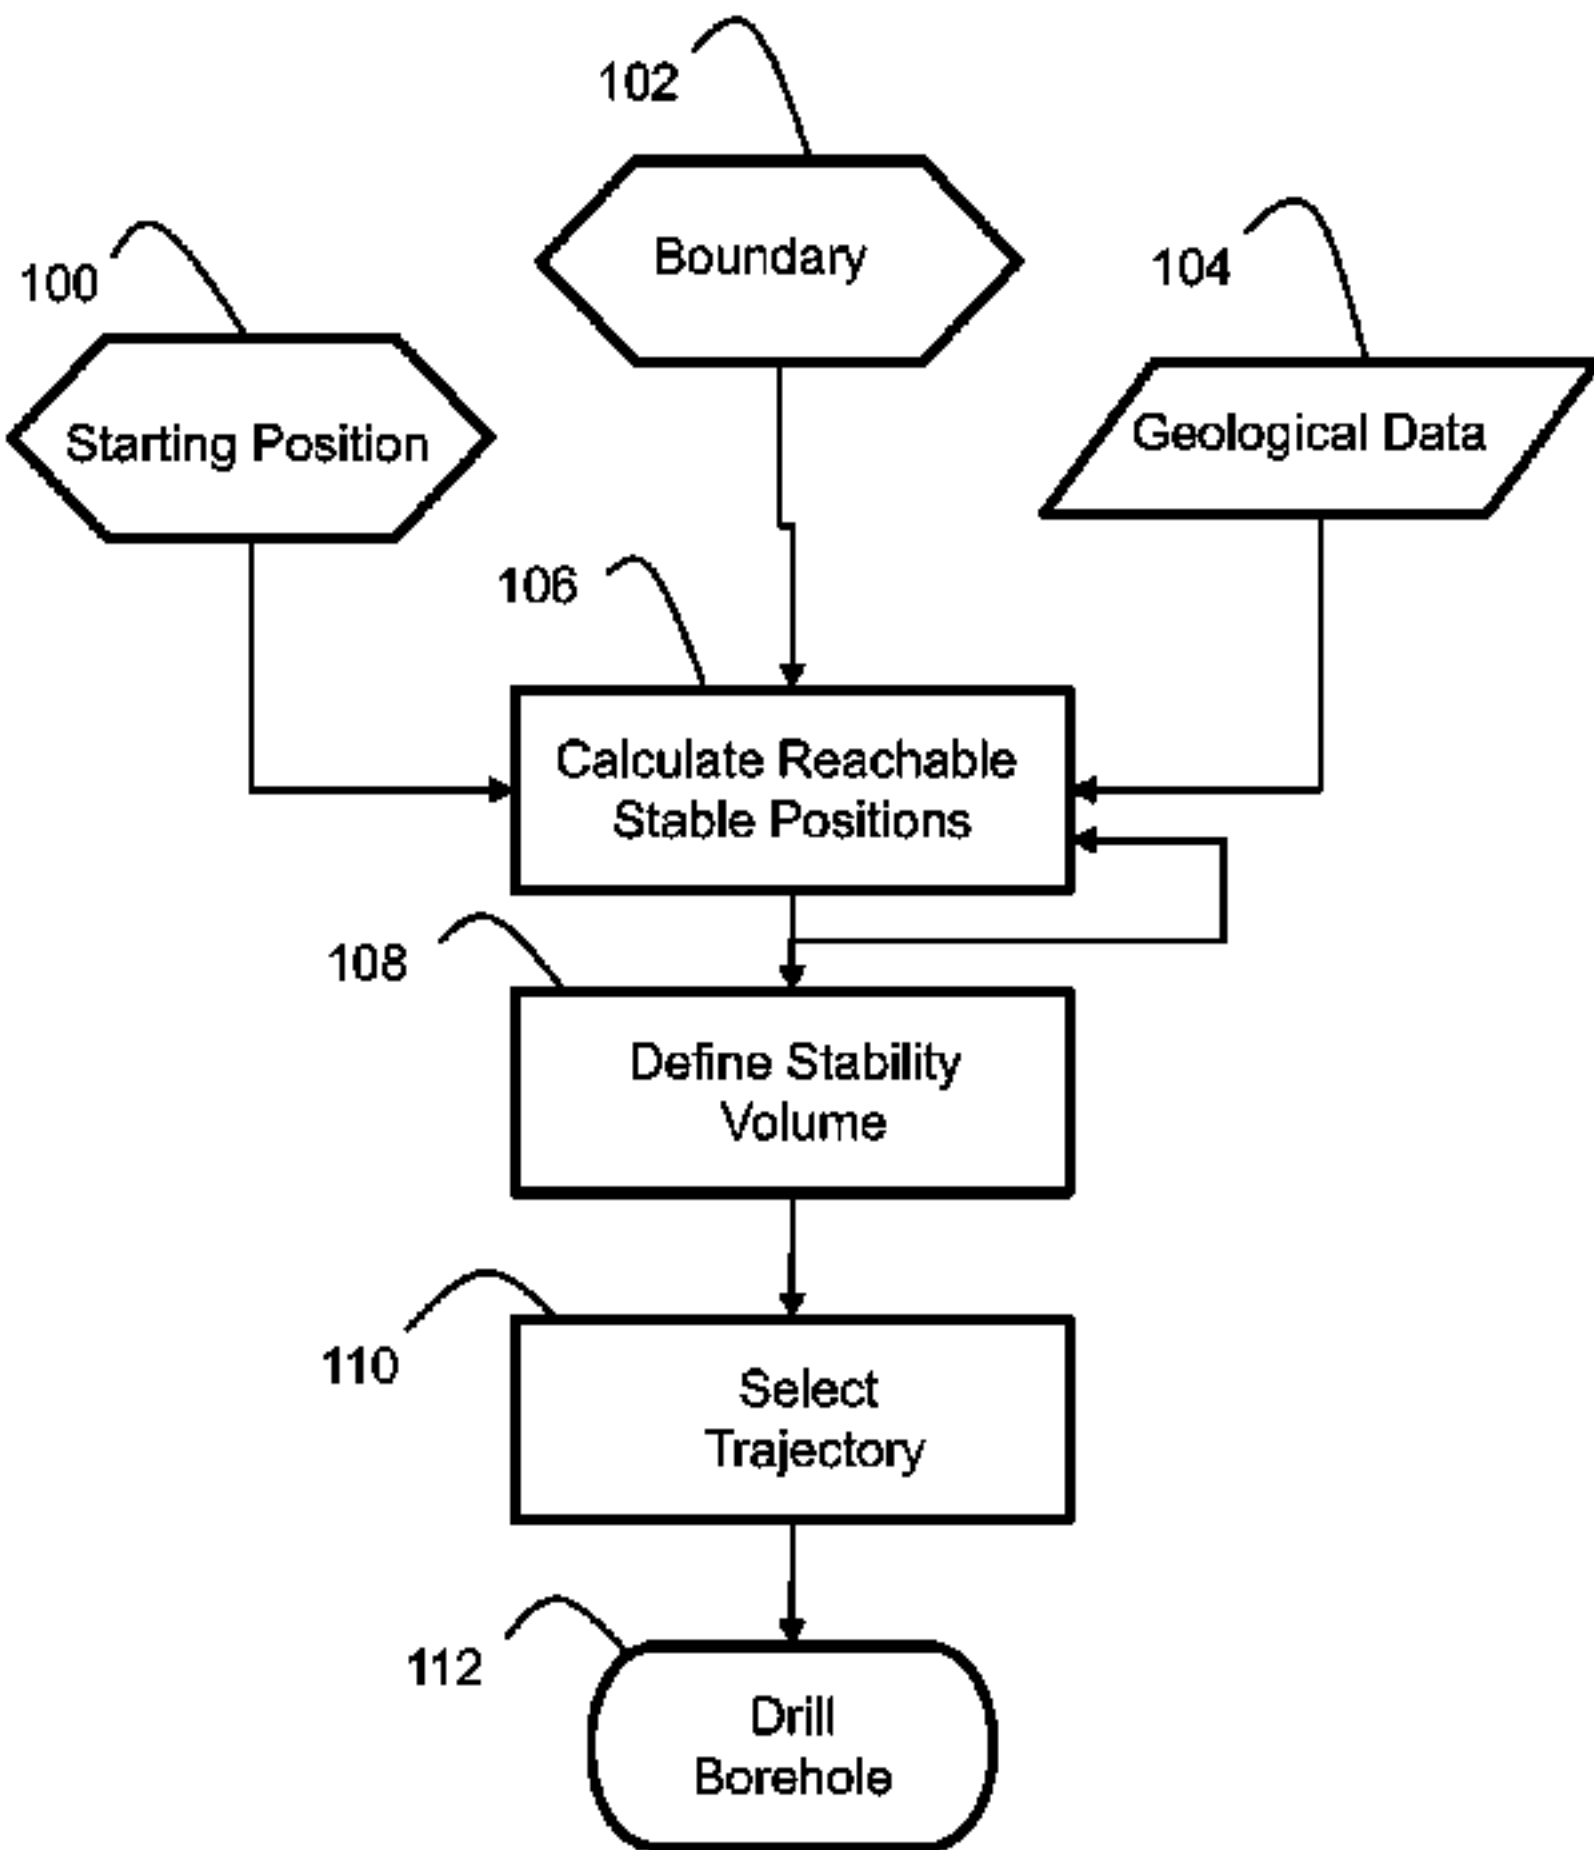 102
Boundary
104
100
Starting Position
Geological Data
106
Calculate Reachable
Stable Positions
108
Define Stability
Volume
110
Select
Trajectory
112
Drill
Borehole